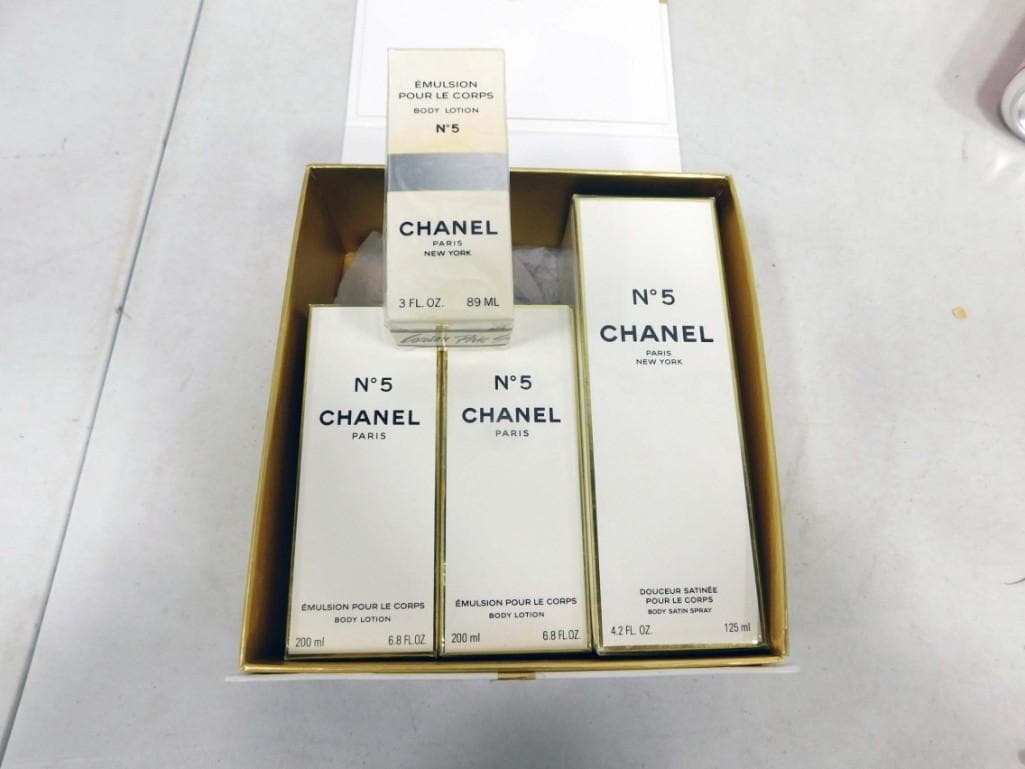 ÉMULSION
POUR LE CORPS
BODY LOTION
N°5
CHANEL
PARIS
NEW YORK
3 FL. OZ. 89 ML
N°5
CHANEL
PARIS
ÉMULSION POUR LE CORPS
BODY LOTION
200 ml 6.8 FL.OZ.
N°5
CHANEL
PARIS
ÉMULSION POUR LE CORPS
BODY LOTION
200 ml 6.8 FL.OZ.
N°5
CHANEL
PARIS
NEW YORK
DOUCEUR SATINÉE
POUR LE CORPS
BODY SATIN SPRAY
4.2 FL. OZ. 125 ml